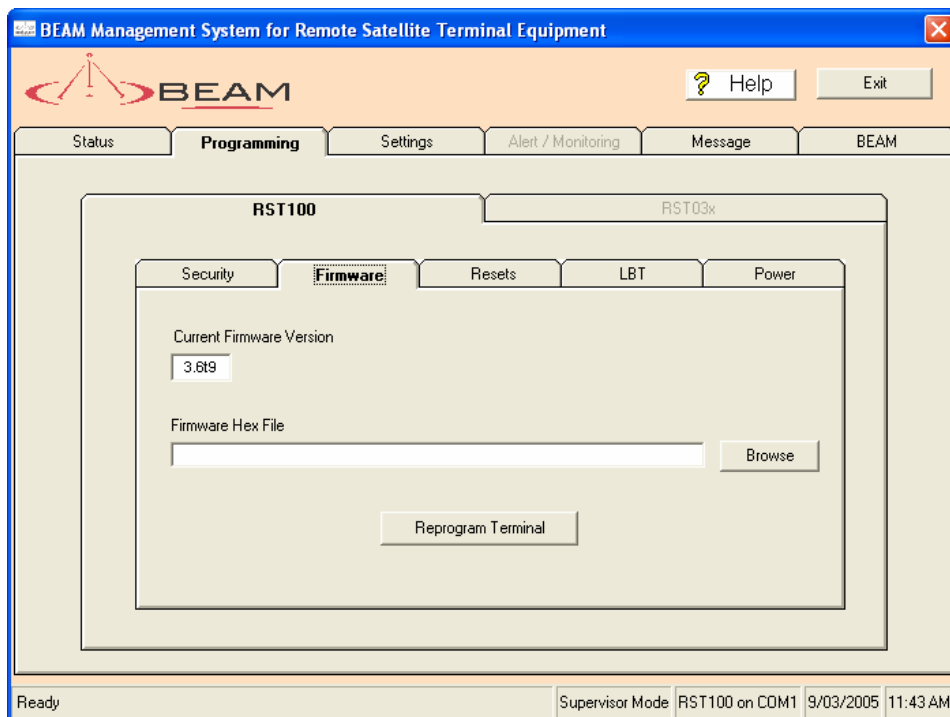 BEAM Management System for Remote Satellite Terminal Equipment
BEAM
? Help
Exit
Status
Programming
Settings
Alert / Monitoring
Message
BEAM
RST100
RST03x
Security
Firmware
Resets
LBT
Power
Current Firmware Version
3.6t9
Firmware Hex File
Browse
Reprogram Terminal
Ready
Supervisor Mode
RST100 on COM1
9/03/2005
11:43 AM